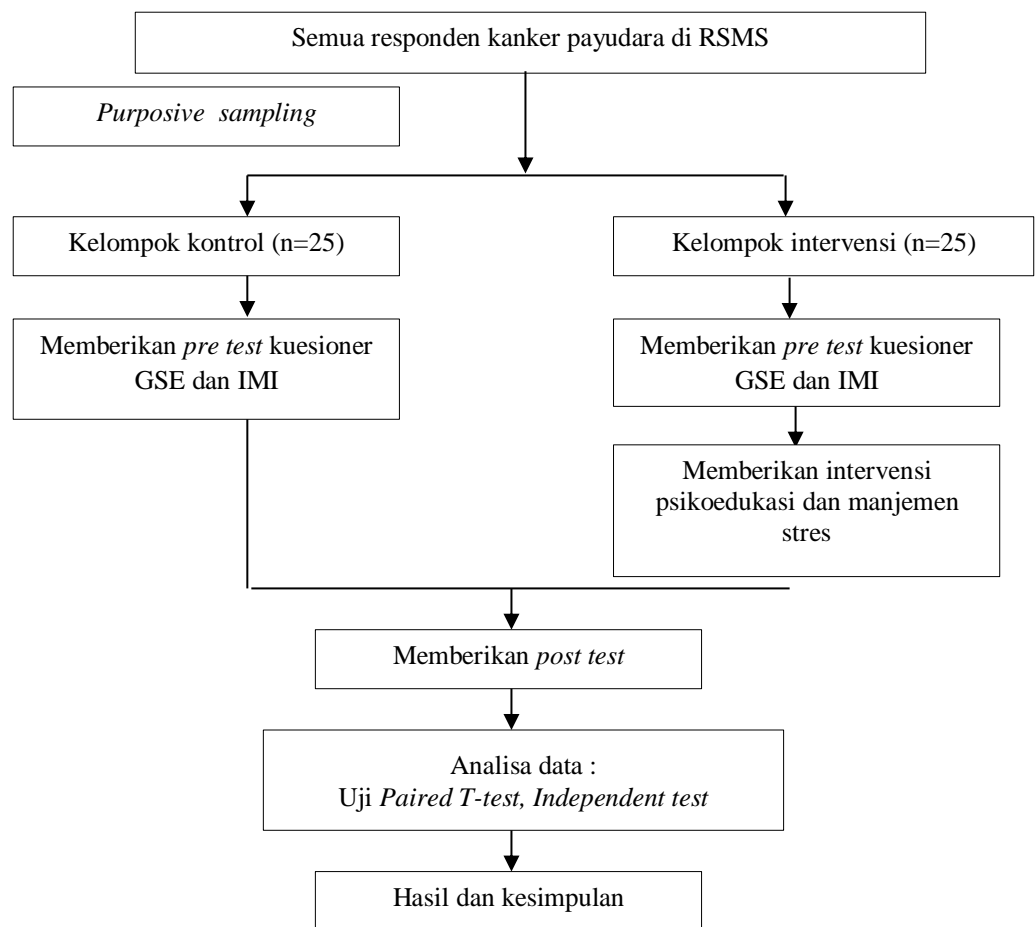 Semua responden kanker payudara di RSMS
Purposive sampling
Kelompok kontrol (n=25)
Kelompok intervensi (n=25)
Memberikan pre test kuesioner
GSE dan IMI
Memberikan pre test kuesioner
GSE dan IMI
Memberikan intervensi
psikoedukasi dan manjemen
stres
Memberikan post test
Analisa data :
Uji Paired T-test, Independent test
Hasil dan kesimpulan